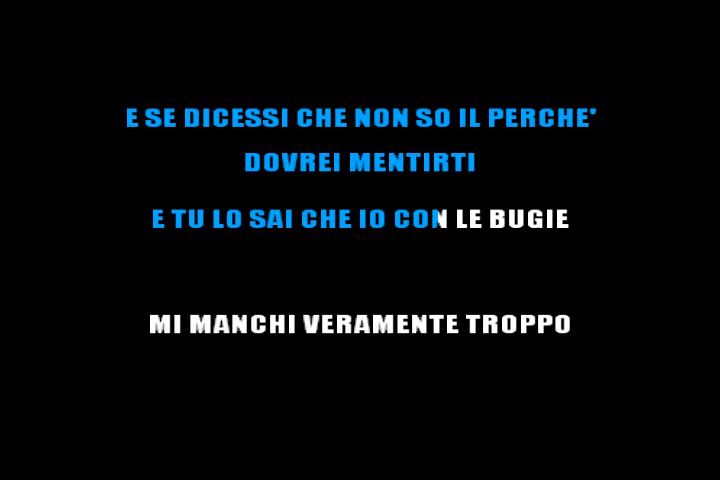 E SE DICESSI CHE NON SO IL PERCHE'
DOVREI MENTIRTI
E TU LO SAI CHE IO CON LE BUGIE
MI MANCHI VERAMENTE TROPPO